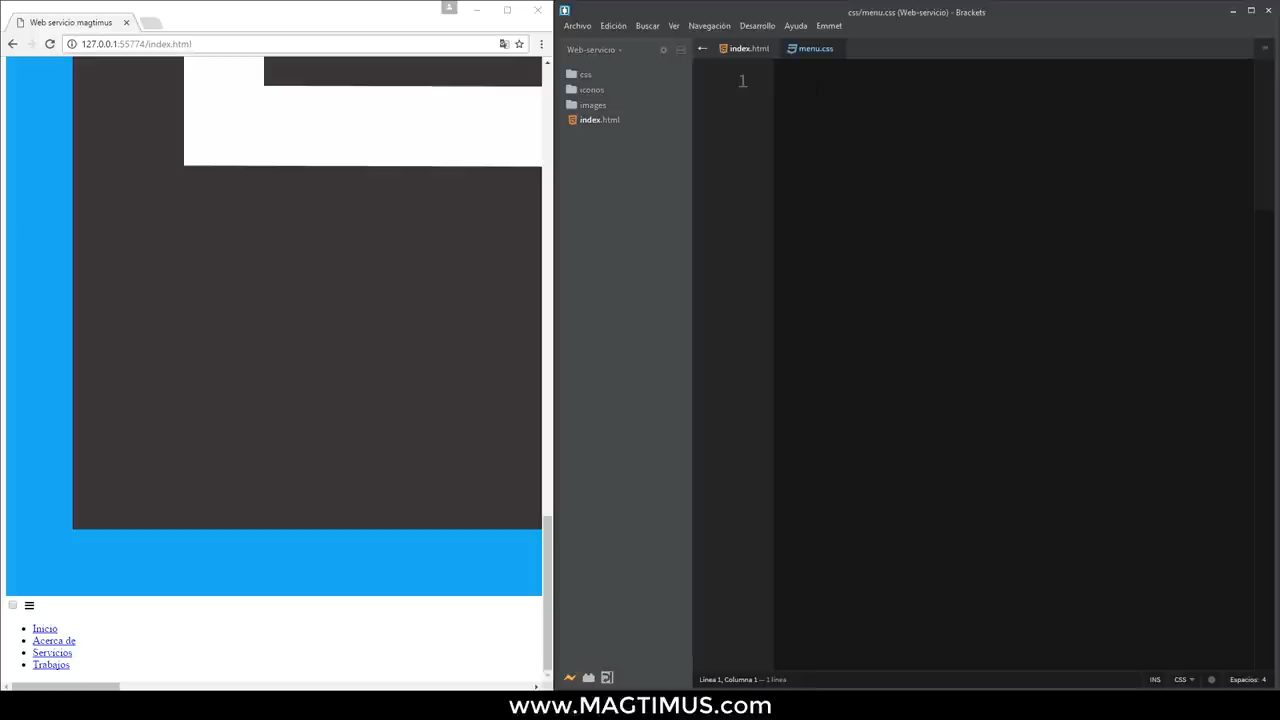 Web servicio magtimus
127.0.0.1:55774/index.html
Inicio
Acerca de
Servicios
Trabajos
css/menu.css (Web-servicio) - Brackets
Archivo Edición Buscar Ver Navegación Desarrollo Ayuda Emmet
Web-servicio
index.html menu.css
css
iconos
images
index.html
1
Línea 1, Columna 1 — 1 línea
INS CSS Espacios: 4
www.MAGTIMUS.com